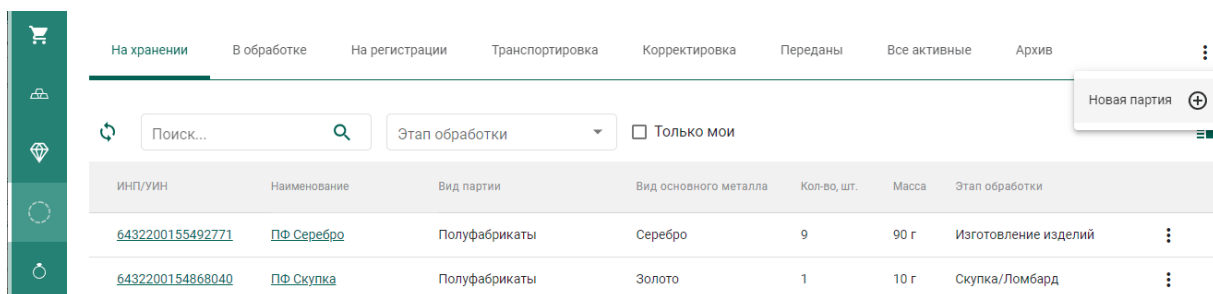 На хранении В обработке На регистрации Транспортировка Корректировка Переданы Все активные Архив
Новая партия
Поиск... Этап обработки Только мои
ИНП/УИН Наименование Вид партии Вид основного металла Кол-во, шт. Масса Этап обработки
6432200155492771 ПФ Серебро Полуфабрикаты Серебро 9 90 г Изготовление изделий
6432200154868040 ПФ Скупка Полуфабрикаты Золото 1 10 г Скупка/Ломбард